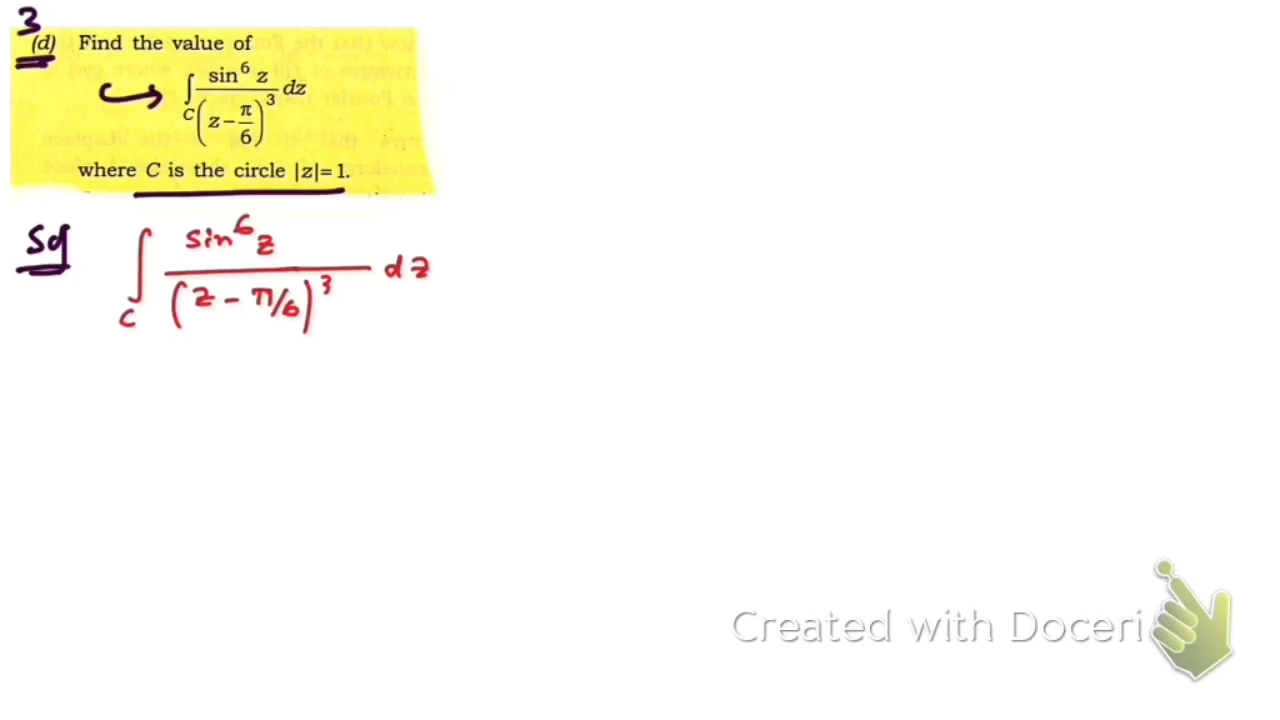 3
(d) Find the value of
∫_C sin⁶ z / (z − π/6)³ dz
where C is the circle |z|=1.
Sol
∫_C sin⁶ z / (z − π/6)³ dz
Created with Doceri